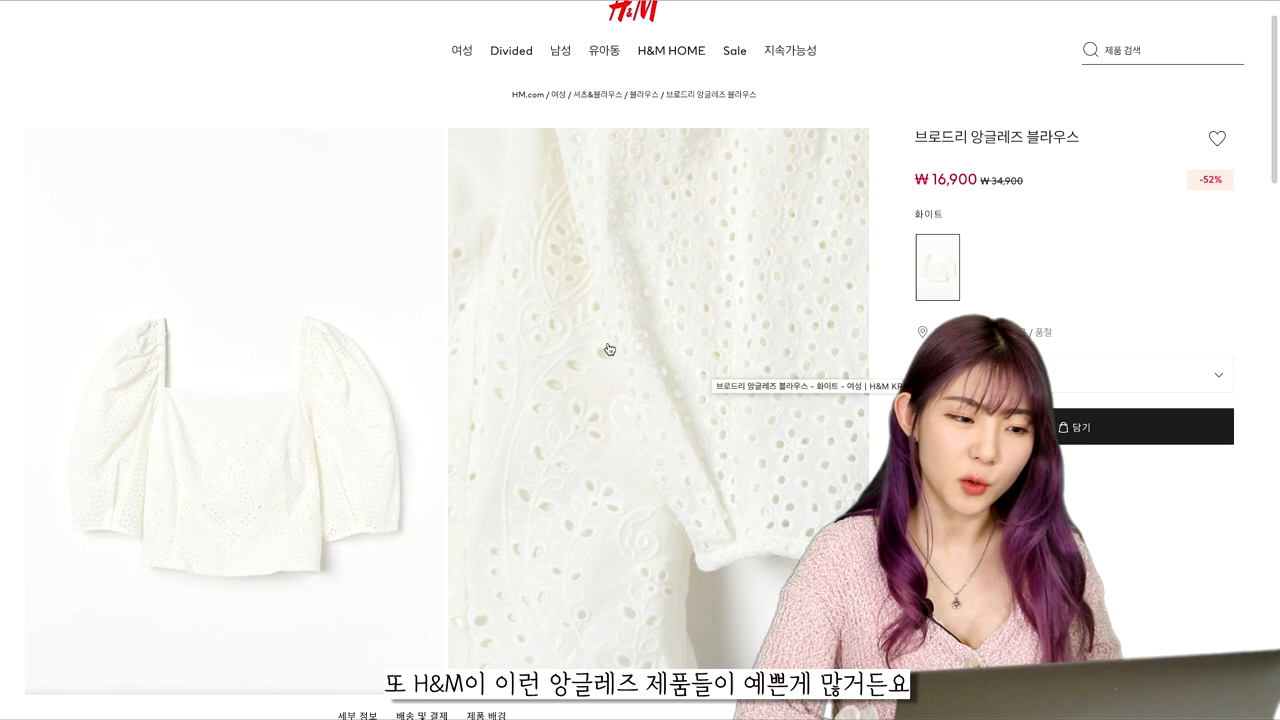 H&M
여성 Divided 남성 유아동 H&M HOME Sale 지속가능성
제품 검색
HM.com / 여성 / 셔츠&블라우스 / 블라우스 / 브로드리 앙글레즈 블라우스
브로드리 앙글레즈 블라우스
₩ 16,900 ₩ 34,900
-52%
화이트
/ 품절
브로드리 앙글레즈 블라우스 - 화이트 - 여성 | H&M KR
담기
또 H&M이 이런 앙글레즈 제품들이 예쁜게 많거든요
세부 정보 배송 및 결제 제품 배경